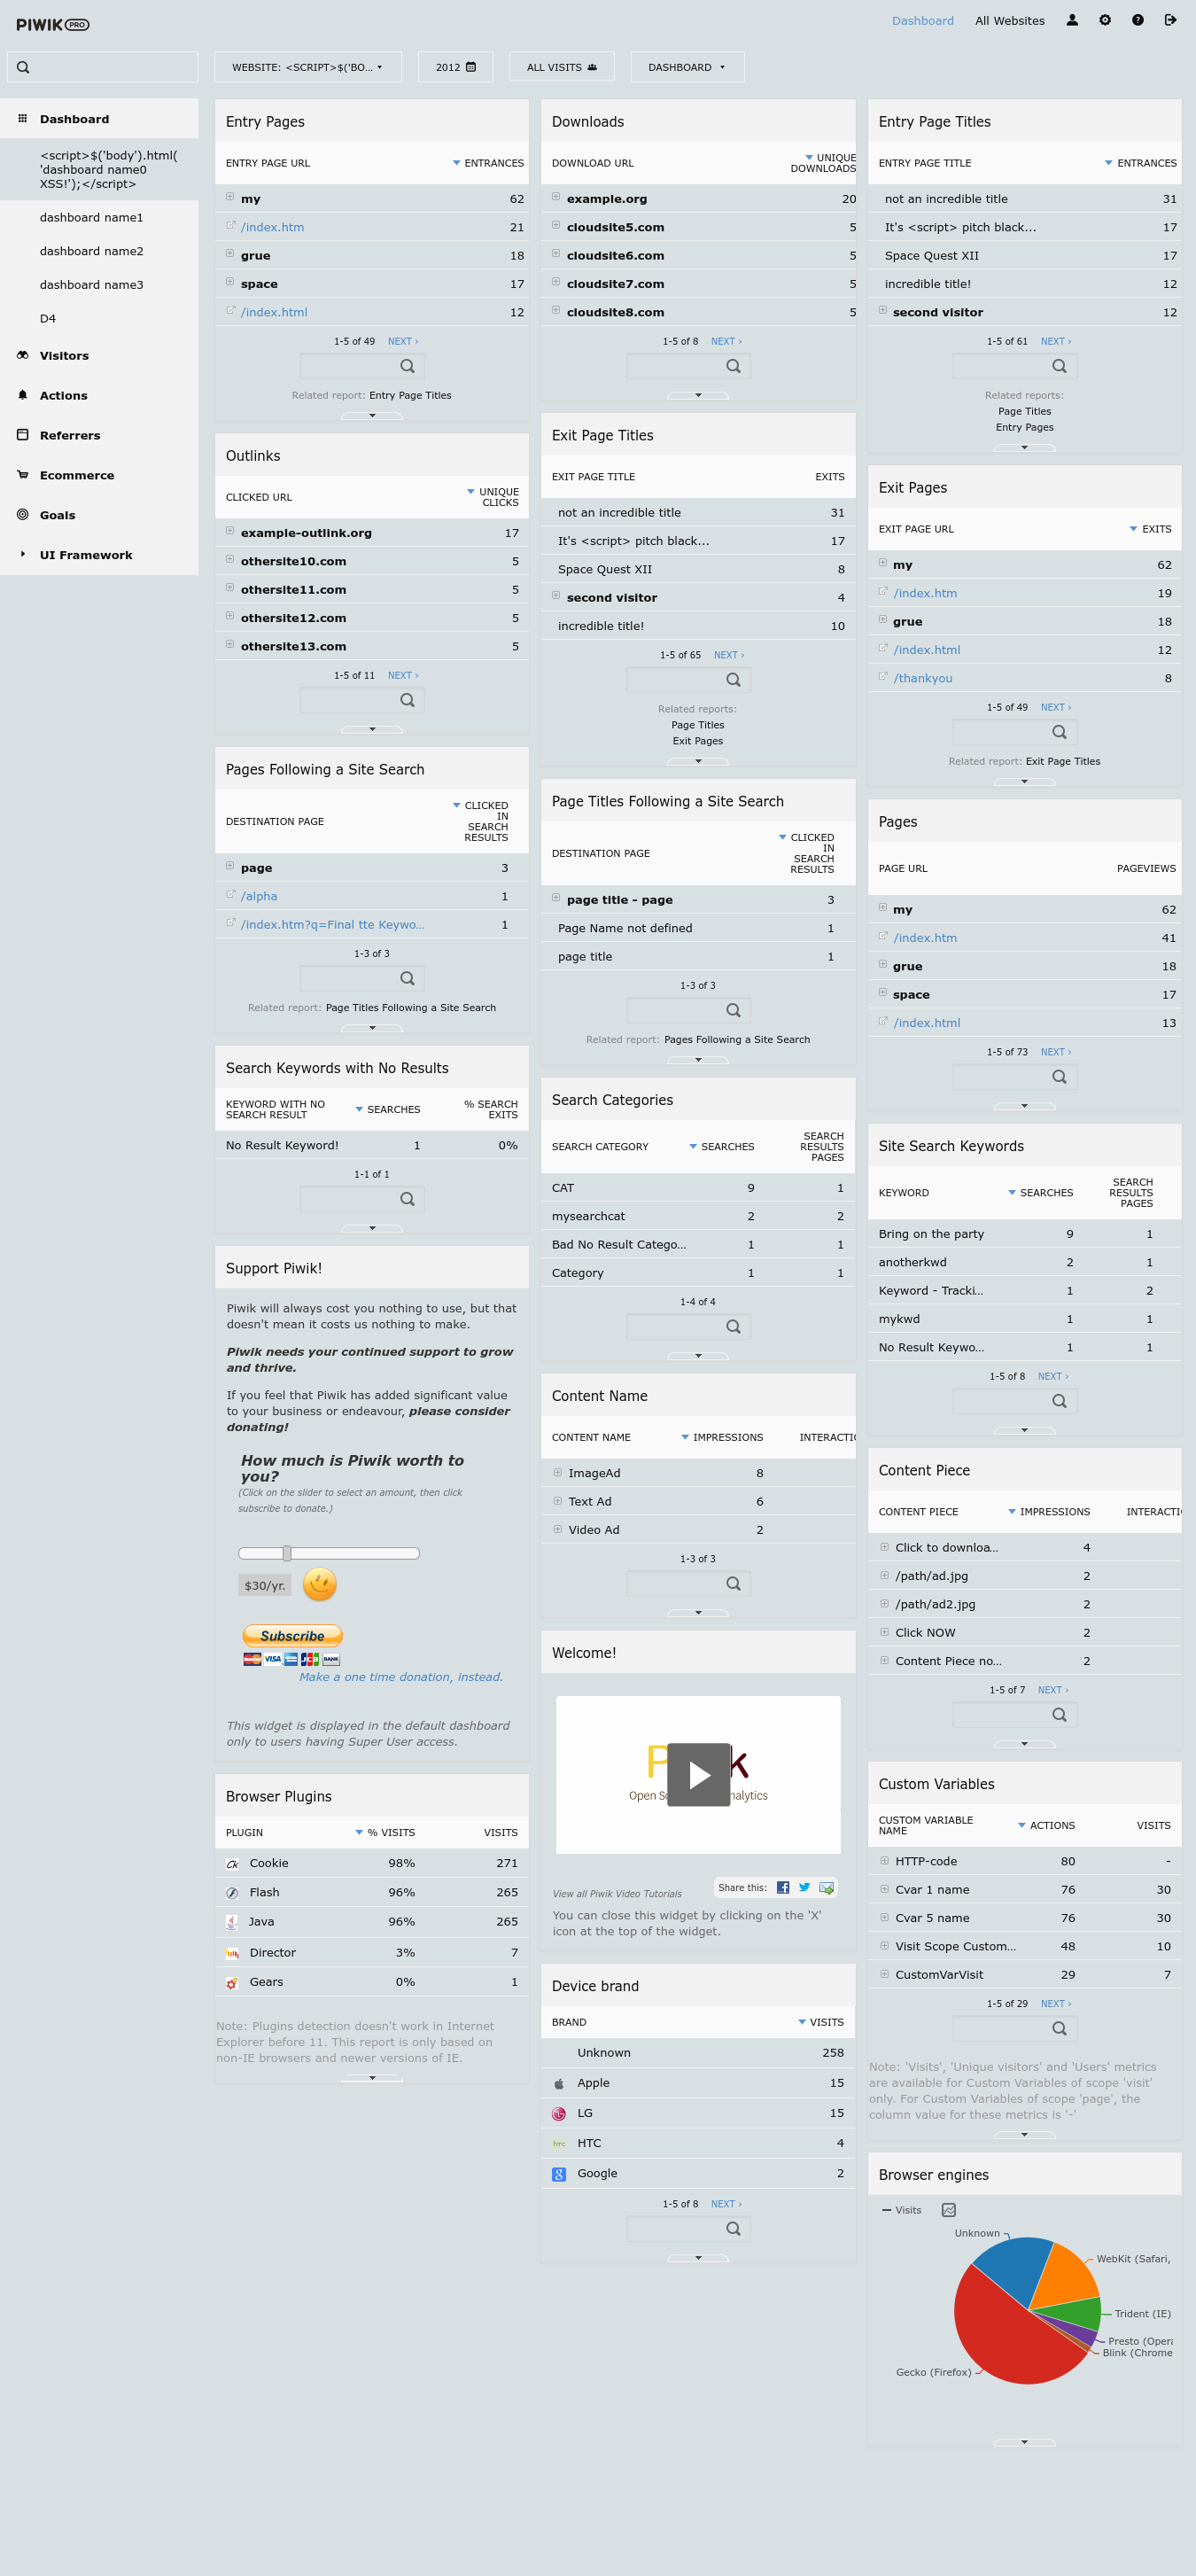 PIWIK PRO
Dashboard All Websites
WEBSITE: <SCRIPT>$('BO... 2012 ALL VISITS DASHBOARD
Dashboard
<script>$('body').html(
'dashboard name0
XSS!');</script>
dashboard name1
dashboard name2
dashboard name3
D4
Visitors
Actions
Referrers
Ecommerce
Goals
UI Framework
Entry Pages
ENTRY PAGE URL ENTRANCES
my 62
/index.htm 21
grue 18
space 17
/index.html 12
1-5 of 49 NEXT ›
Related report: Entry Page Titles
Outlinks
CLICKED URL UNIQUE
CLICKS
example-outlink.org 17
othersite10.com 5
othersite11.com 5
othersite12.com 5
othersite13.com 5
1-5 of 11 NEXT ›
Pages Following a Site Search
DESTINATION PAGE CLICKED
IN
SEARCH
RESULTS
page 3
/alpha 1
/index.htm?q=Final tte Keywo... 1
1-3 of 3
Related report: Page Titles Following a Site Search
Search Keywords with No Results
KEYWORD WITH NO
SEARCH RESULT SEARCHES % SEARCH
EXITS
No Result Keyword! 1 0%
1-1 of 1
Support Piwik!
Piwik will always cost you nothing to use, but that
doesn't mean it costs us nothing to make.
Piwik needs your continued support to grow
and thrive.
If you feel that Piwik has added significant value
to your business or endeavour, please consider
donating!
How much is Piwik worth to
you?
(Click on the slider to select an amount, then click
subscribe to donate.)
$30/yr.
Subscribe
VISA JCB BANK
Make a one time donation, instead.
This widget is displayed in the default dashboard
only to users having Super User access.
Browser Plugins
PLUGIN % VISITS VISITS
Cookie 98% 271
Flash 96% 265
Java 96% 265
Director 3% 7
Gears 0% 1
Note: Plugins detection doesn't work in Internet
Explorer before 11. This report is only based on
non-IE browsers and newer versions of IE.
Downloads
DOWNLOAD URL UNIQUE
DOWNLOADS
example.org 20
cloudsite5.com 5
cloudsite6.com 5
cloudsite7.com 5
cloudsite8.com 5
1-5 of 8 NEXT ›
Exit Page Titles
EXIT PAGE TITLE EXITS
not an incredible title 31
It's <script> pitch black... 17
Space Quest XII 8
second visitor 4
incredible title! 10
1-5 of 65 NEXT ›
Related reports:
Page Titles
Exit Pages
Page Titles Following a Site Search
DESTINATION PAGE CLICKED
IN
SEARCH
RESULTS
page title - page 3
Page Name not defined 1
page title 1
1-3 of 3
Related report: Pages Following a Site Search
Search Categories
SEARCH CATEGORY SEARCHES SEARCH
RESULTS
PAGES
CAT 9 1
mysearchcat 2 2
Bad No Result Catego... 1 1
Category 1 1
1-4 of 4
Content Name
CONTENT NAME IMPRESSIONS INTERACTIO
ImageAd 8
Text Ad 6
Video Ad 2
1-3 of 3
Welcome!
P k
Open So nalytics
View all Piwik Video Tutorials Share this:
You can close this widget by clicking on the 'X'
icon at the top of the widget.
Device brand
BRAND VISITS
Unknown 258
Apple 15
LG 15
HTC 4
Google 2
1-5 of 8 NEXT ›
Entry Page Titles
ENTRY PAGE TITLE ENTRANCES
not an incredible title 31
It's <script> pitch black... 17
Space Quest XII 17
incredible title! 12
second visitor 12
1-5 of 61 NEXT ›
Related reports:
Page Titles
Entry Pages
Exit Pages
EXIT PAGE URL EXITS
my 62
/index.htm 19
grue 18
/index.html 12
/thankyou 8
1-5 of 49 NEXT ›
Related report: Exit Page Titles
Pages
PAGE URL PAGEVIEWS
my 62
/index.htm 41
grue 18
space 17
/index.html 13
1-5 of 73 NEXT ›
Site Search Keywords
KEYWORD SEARCHES SEARCH
RESULTS
PAGES
Bring on the party 9 1
anotherkwd 2 1
Keyword - Tracki... 1 2
mykwd 1 1
No Result Keywo... 1 1
1-5 of 8 NEXT ›
Content Piece
CONTENT PIECE IMPRESSIONS INTERACTI
Click to downloa... 4
/path/ad.jpg 2
/path/ad2.jpg 2
Click NOW 2
Content Piece no... 2
1-5 of 7 NEXT ›
Custom Variables
CUSTOM VARIABLE
NAME ACTIONS VISITS
HTTP-code 80 -
Cvar 1 name 76 30
Cvar 5 name 76 30
Visit Scope Custom... 48 10
CustomVarVisit 29 7
1-5 of 29 NEXT ›
Note: 'Visits', 'Unique visitors' and 'Users' metrics
are available for Custom Variables of scope 'visit'
only. For Custom Variables of scope 'page', the
column value for these metrics is '-'
Browser engines
Visits
Unknown
WebKit (Safari,
Trident (IE)
Presto (Opera
Blink (Chrome
Gecko (Firefox)